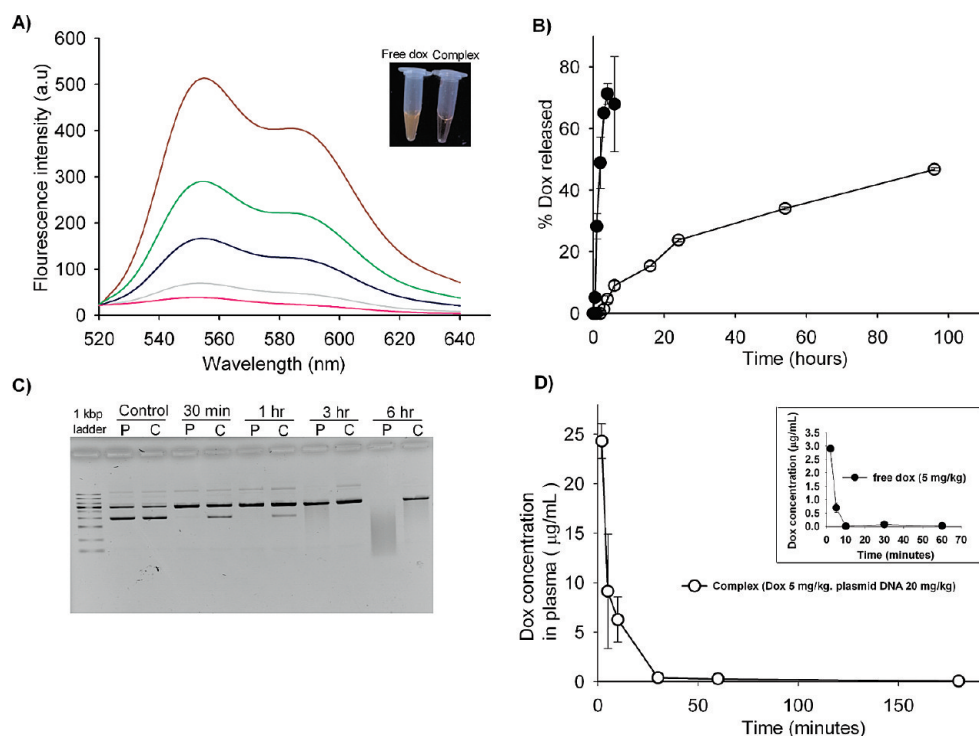 A)
600
500
400
300
200
100
0
520 540 560 580 600 620 640
Flourescence intensity (a.u)
Wavelength (nm)
Free dox Complex
B)
80
60
40
20
0
0 20 40 60 80 100
% Dox released
Time (hours)
C)
1 kbp
ladder
Control 30 min 1 hr 3 hr 6 hr
P C P C P C P C P C
D)
25
20
15
10
5
0
0 50 100 150
Dox concentration
in plasma ( µg/mL)
Time (minutes)
Complex (Dox 5 mg/kg. plasmid DNA 20 mg/kg)
3.5
3.0
2.5
2.0
1.5
1.0
0.5
0.0
0 10 20 30 40 50 60 70
Dox concentration (µg/mL)
Time (minutes)
free dox (5 mg/kg)